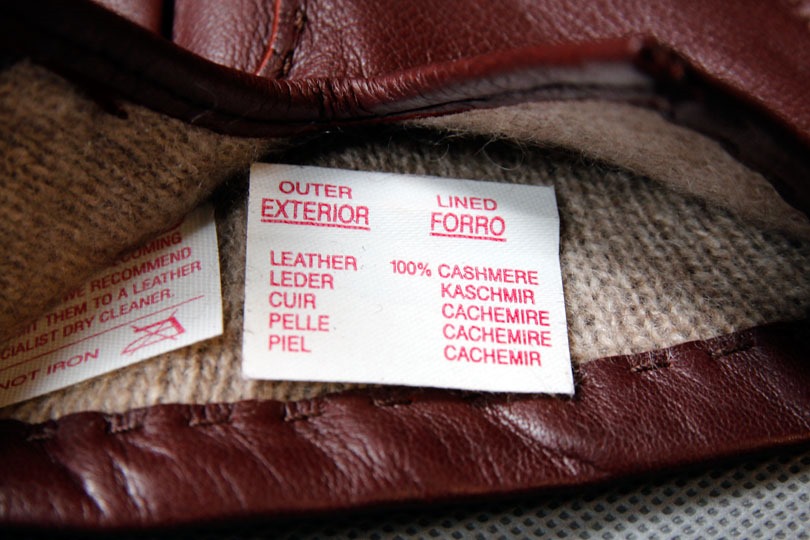 OUTER
EXTERIOR
LINED
FORRO
LEATHER 100% CASHMERE
LEDER KASCHMIR
CUIR CACHEMIRE
PELLE CACHEMIRE
PIEL CACHEMIR
COMING
WE RECOMMEND
IT THEM TO A LEATHER
CIALIST DRY CLEANER.
NOT IRON